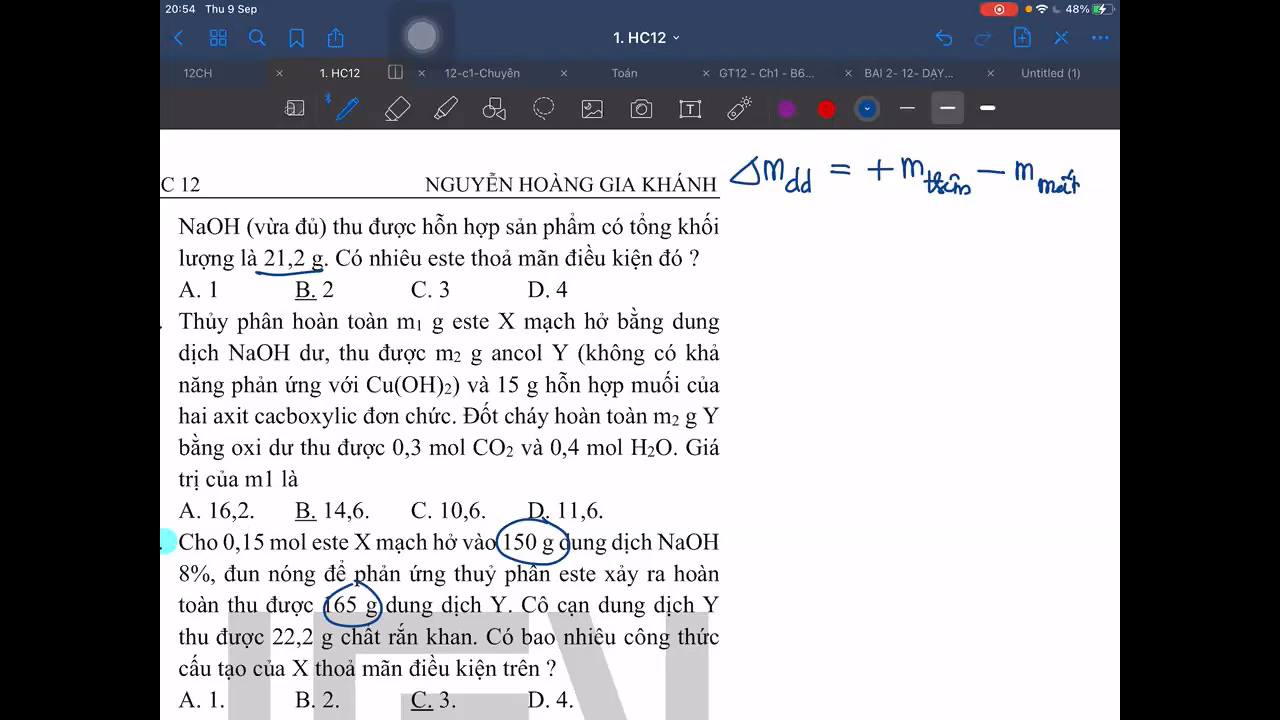 20:54 Thu 9 Sep
48%
1. HC12
12CH
1. HC12
12-c1-Chuyên
Toán
GT12 - Ch1 - B6...
BAI 2- 12- DAY...
Untitled (1)
C 12 NGUYỄN HOÀNG GIA KHÁNH
Δm dd = + m thêm − m mất
NaOH (vừa đủ) thu được hỗn hợp sản phẩm có tổng khối
lượng là 21,2 g. Có nhiêu este thoả mãn điều kiện đó ?
A. 1 B. 2 C. 3 D. 4
. Thủy phân hoàn toàn m₁ g este X mạch hở bằng dung
dịch NaOH dư, thu được m₂ g ancol Y (không có khả
năng phản ứng với Cu(OH)₂) và 15 g hỗn hợp muối của
hai axit cacboxylic đơn chức. Đốt cháy hoàn toàn m₂ g Y
bằng oxi dư thu được 0,3 mol CO₂ và 0,4 mol H₂O. Giá
trị của m1 là
A. 16,2. B. 14,6. C. 10,6. D. 11,6.
Cho 0,15 mol este X mạch hở vào 150 g dung dịch NaOH
8%, đun nóng để phản ứng thuỷ phân este xảy ra hoàn
toàn thu được 165 g dung dịch Y. Cô cạn dung dịch Y
thu được 22,2 g chất rắn khan. Có bao nhiêu công thức
cấu tạo của X thoả mãn điều kiện trên ?
A. 1. B. 2. C. 3. D. 4.